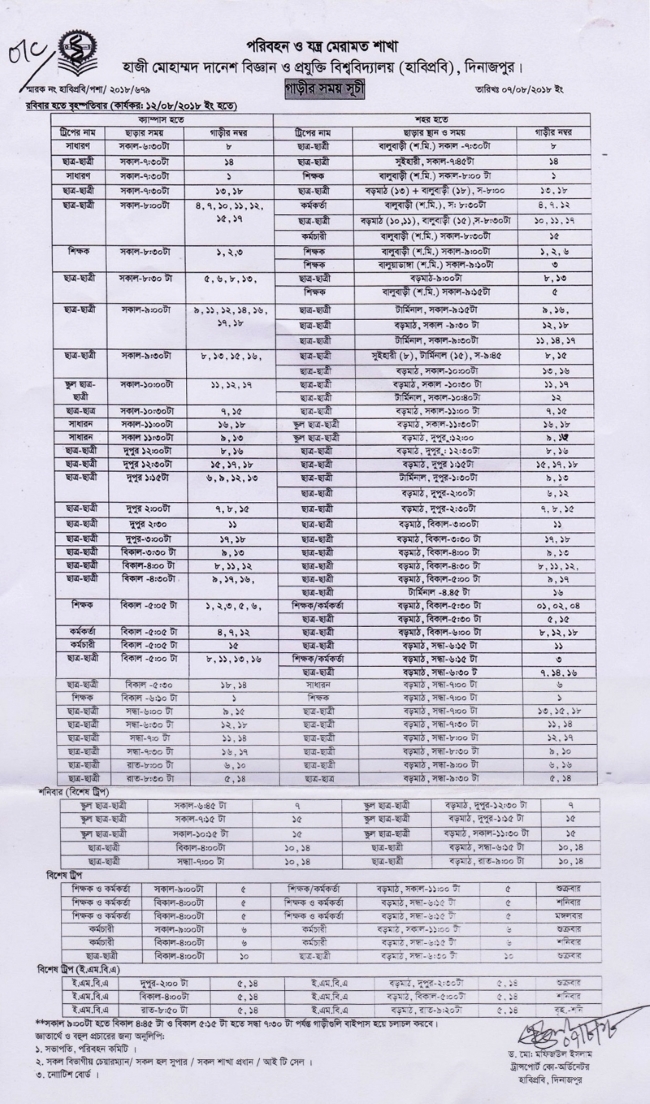 পরিবহন ও যন্ত্র মেরামত শাখা
হাজী মোহাম্মদ দানেশ বিজ্ঞান ও প্রযুক্তি বিশ্ববিদ্যালয় (হাবিপ্রবি), দিনাজপুর।
স্মারক নং হাবিপ্রবি/পশা/ ২০১৮/৬৭৯ গাড়ীর সময় সূচী তারিখঃ ০৭/০৮/২০১৮ ইং
রবিবার হতে বৃহষ্পতিবার (কার্যকর: ১২/০৮/২০১৮ ইং হতে)
ক্যাম্পাস হতে শহর হতে
ট্রিপের নাম ছাড়ার সময় গাড়ীর নম্বর ট্রিপের নাম ছাড়ার স্থান ও সময় গাড়ীর নম্বর
সাধারণ সকাল-৬:৩০টা ৮ ছাত্র-ছাত্রী বালুবাড়ী (শ.মি.) সকাল -৭:৩০টা ৮
ছাত্র-ছাত্রী সকাল-৭:৩০টা ১৪ ছাত্র-ছাত্রী সুইহারী, সকাল-৭:৪৫টা ১৪
সাধারণ সকাল-৭:৩০টা ১ শিক্ষক বালুবাড়ী (শ.মি.) সকাল-৮:০০ টা ১
ছাত্র-ছাত্রী সকাল-৭:৩০টা ১৩, ১৮ ছাত্র-ছাত্রী বড়মাঠ (১৩) + বালুবাড়ী (১৮), স-৮:০০ ১৩, ১৮
ছাত্র-ছাত্রী সকাল-৮:০০টা ৪, ৭, ১০, ১১, ১২, কর্মকর্তা বালুবাড়ী (শ.মি.), স: ৮:৩০টা ৪, ৭, ১২
১৫, ১৭ ছাত্র-ছাত্রী বড়মাঠ (১০,১১), বালুবাড়ী (১৫),স-৮:৩০টা ১০, ১১, ১৭
কর্মচারী বালুবাড়ী (শ.মি.) সকাল-৮:৩০টা ১৫
শিক্ষক সকাল-৮:৩০টা ১,২,৩ শিক্ষক বালুবাড়ী (শ.মি.) সকাল-৯:০০টা ১, ২, ৬
শিক্ষক বালুয়াডাঙ্গা (শ.মি.) সকাল-৯:১০টা ৩
ছাত্র-ছাত্রী সকাল-৮:৩০ টা ৫, ৬, ৮, ১৩, ছাত্র-ছাত্রী বড়মাঠ-৯:০০টা ৮, ১৩
শিক্ষক বালুবাড়ী (শ.মি.) সকাল-৯:১৫টা ৫
ছাত্র-ছাত্রী সকাল-৯:০০টা ৯, ১১, ১২, ১৪, ১৬, ছাত্র-ছাত্রী টার্মিনাল, সকাল-৯:১৫টা ৯, ১৬,
১৭, ১৮ ছাত্র-ছাত্রী বড়মাঠ, সকাল -৯:৩০ টা ১২, ১৮
ছাত্র-ছাত্রী টার্মিনাল, সকাল-৯:৩০টা ১১, ১৪, ১৭
ছাত্র-ছাত্রী সকাল-৯:৩০টা ৮, ১৩, ১৫, ১৬, ছাত্র-ছাত্রী সুইহারী (৮), টার্মিনাল (১৫), স-৯:৪৫ ৮, ১৫
ছাত্র-ছাত্রী বড়মাঠ, সকাল-১০:০০টা ১৩, ১৬
স্কুল ছাত্র-ছাত্রী সকাল-১০:০০টা ১১, ১২, ১৭ ছাত্র-ছাত্রী বড়মাঠ, সকাল -১০:৩০ টা ১১, ১৭
ছাত্র-ছাত্রী টার্মিনাল, সকাল-১০:৪০টা ১২
ছাত্র-ছাত্র সকাল-১০:৩০টা ৭, ১৫ ছাত্র-ছাত্রী বড়মাঠ, সকাল-১১:০০ টা ৭, ১৫
সাধারন সকাল-১১:০০টা ১৬, ১৮ স্কুল ছাত্র-ছাত্রী বড়মাঠ, সকাল-১১:৩০টা ১৬, ১৮
সাধারন সকাল ১১:৩০টা ৯, ১৩ স্কুল ছাত্র-ছাত্রী বড়মাঠ, দুপুর-১২:০০ ৯,
ছাত্র-ছাত্রী দুপুর ১২:০০টা ৮, ১৬ ছাত্র-ছাত্রী বড়মাঠ, দুপুর-: ১২:৩০টা ৮, ১৬
ছাত্র-ছাত্রী দুপুর ১২:৩০টা ১৫, ১৭, ১৮ ছাত্র-ছাত্রী বড়মাঠ, দুপুর ১:১৫টা ১৫, ১৭, ১৮
ছাত্র-ছাত্রী দুপুর ১:১৫টা ৬, ৯, ১২, ১৩ ছাত্র-ছাত্রী টার্মিনাল, দুপুর-১:৩০টা ৯, ১৩
ছাত্র-ছাত্রী বড়মাঠ, দুপুর-২:০০টা ৬, ১২
ছাত্র-ছাত্রী দুপুর ২:০০টা ৭, ৮, ১৫ ছাত্র-ছাত্রী বড়মাঠ, দুপুর-২:৩০টা ৭, ৮, ১৫
ছাত্র-ছাত্রী দুপুর ২:৩০ ১১ ছাত্র-ছাত্রী বড়মাঠ, বিকাল-৩:০০টা ১১
ছাত্র-ছাত্রী দুপুর-৩:০০টা ১৭, ১৮ ছাত্র-ছাত্রী বড়মাঠ, বিকাল-৩:৩০টা ১৭, ১৮
ছাত্র-ছাত্রী বিকাল-৩:৩০ টা ৯, ১৩ ছাত্র-ছাত্রী বড়মাঠ, বিকাল-৪:০০টা ৯, ১৩
ছাত্র-ছাত্রী বিকাল-৪:০০ টা ৮, ১১, ১২ ছাত্র-ছাত্রী বড়মাঠ, বিকাল-৪:৩০টা ৮, ১১, ১২,
ছাত্র-ছাত্রী বিকাল -৪:৩০টা ৯, ১৭, ১৬, ছাত্র-ছাত্রী বড়মাঠ, বিকাল-৫:০০টা ৯, ১৭
ছাত্র-ছাত্রী টার্মিনাল -৪.৪৫ টা ১৬
শিক্ষক বিকাল -৫:০৫ টা ১, ২,৩, ৫, ৬, শিক্ষক/কর্মকর্তা বড়মাঠ, বিকাল-৫:৩০ টা ০১, ০২, ০৪
ছাত্র-ছাত্রী বড়মাঠ, বিকাল-৫:৩০ টা ৫, ১৫
কর্মকর্তা বিকাল -৫:০৫ টা ৪, ৭, ১২ ছাত্র-ছাত্রী বড়মাঠ, বিকাল-৬:০০ টা ৮, ১২, ১৮
কর্মচারী বিকাল -৫:০৫ টা ১৫ ছাত্র-ছাত্রী বড়মাঠ, সন্ধা-৬:১৫ টা ১১
ছাত্র-ছাত্রী বিকাল -৫:০০ টা ৮, ১১, ১৩, ১৬ শিক্ষক/কর্মকর্তা বড়মাঠ, সন্ধা-৬:১৫ টা ৩
ছাত্র-ছাত্রী বড়মাঠ, সন্ধা-৬:৩০ টা ৭, ১৪, ১৬
ছাত্র-ছাত্রী বিকাল -৫:৩০ ১৮, ১৪ সাধারন বড়মাঠ, সন্ধা-৭:০০ টা ৬
শিক্ষক বিকাল -৬:১০ টা ১ শিক্ষক বড়মাঠ, সন্ধা-৭:০০ টা ১
ছাত্র-ছাত্রী সন্ধা-৬:০০ টা ৯, ১৫ ছাত্র-ছাত্রী বড়মাঠ, সন্ধা-৭:০০ টা ১৩, ১৫, ১৮
ছাত্র-ছাত্রী সন্ধা-৬:৩০ টা ১২, ১৮ ছাত্র-ছাত্রী বড়মাঠ, সন্ধা-৭:৩০ টা ১১, ১৪
ছাত্র-ছাত্রী সন্ধা-৭:০ টা ১১, ১৪ ছাত্র-ছাত্রী বড়মাঠ, সন্ধা-৮:০০ টা ১২, ১৭
ছাত্র-ছাত্রী সন্ধা-৭:৩০ টা ১৬, ১৭ ছাত্র-ছাত্রী বড়মাঠ, সন্ধা-৮:৩০ টা ৯, ১০
ছাত্র-ছাত্রী রাত-৮:০০ টা ৬, ১০ ছাত্র-ছাত্রী বড়মাঠ, সন্ধা-৯:০০ টা ৬, ১৬
ছাত্র-ছাত্রী রাত-৮:৩০ টা ৫, ১৪ ছাত্র-ছাত্র বড়মাঠ, সন্ধা-৯:৩০ টা ৫, ১৪
শনিবার (বিশেষ ট্রিপ)
স্কুল ছাত্র-ছাত্রী সকাল-৬:৪৫ টা ৭ স্কুল ছাত্র-ছাত্রী বড়মাঠ, দুপুর-১২:৩০ টা ৭
স্কুল ছাত্র-ছাত্রী সকাল-৭:১৫ টা ১৫ স্কুল ছাত্র-ছাত্রী বড়মাঠ, দুপুর-১:১৫ টা ১৫
স্কুল ছাত্র-ছাত্রী সকাল-১০:১৫ টা ১৫ স্কুল ছাত্র-ছাত্রী বড়মাঠ, সকাল-১১:৩০ টা ১৫
ছাত্র-ছাত্রী বিকাল-৪:০০টা ১০, ১৪ ছাত্র-ছাত্রী বড়মাঠ, সন্ধা-৬:১৫ টা ১০, ১৪
ছাত্র-ছাত্রী সন্ধ্যা-৭:০০ টা ১০, ১৪ ছাত্র-ছাত্রী বড়মাঠ, রাত-৯:০০ টা ১০, ১৪
বিশেষ ট্রিপ
শিক্ষক ও কর্মকর্তা সকাল-৯:০০টা ৫ শিক্ষক/কর্মকর্তা বড়মাঠ, সকাল-১১:০০ টা ৫ শুক্রবার
শিক্ষক ও কর্মকর্তা বিকাল-৪:০০টা ৫ শিক্ষক ও কর্মকর্তা বড়মাঠ, সন্ধা-৬:১৫ টা ৫ শনিবার
শিক্ষক ও কর্মকর্তা বিকাল-৪:০০টা ৫ শিক্ষক ও কর্মকর্তা বড়মাঠ, সন্ধা-৬:১৫ টা ৫ মঙ্গলবার
কর্মচারী সকাল-৯:০০টা ৬ কর্মচারী বড়মাঠ, সকাল-১১:০০ টা ৬ শুক্রবার
কর্মচারী বিকাল-৪:০০টা ৬ কর্মচারী বড়মাঠ, সন্ধা-৬:১৫ টা ৬ শনিবার
ছাত্র-ছাত্রী বিকাল-৪:০০টা ১০ ছাত্র-ছাত্রী বড়মাঠ, সন্ধা-৬:৩০ টা ১০ শুক্রবার
বিশেষ ট্রিপ (ই.এম.বি.এ)
ই.এম.বি.এ দুপুর-২:০০ টা ৫, ১৪ ই.এম.বি.এ বড়মাঠ, দুপুর-২:৩০টা ৫, ১৪ শুক্রবার
ই.এম.বি.এ বিকাল-৪:০০টা ৫, ১৪ ই.এম.বি.এ বড়মাঠ, বিকাল-৫:০০টা ৫, ১৪ শনিবার
ই.এম.বি.এ রাত-৮:৫০ টা ৫, ১৪ ই.এম.বি.এ বড়মাঠ, রাত-৯:২০টা ৫, ১৪ বৃহ:-শনি
**সকাল ৯:০০টা হতে বিকাল ৪:৪৫ টা ও বিকাল ৫:১৫ টা হতে সন্ধা ৭:৩০ টা পর্যন্ত গাড়ীগুলি বাইপাস হয়ে চলাচল করবে।
জ্ঞাতার্থে ও বহুল প্রচারের জন্য অনুলিপি:
১. সভাপতি, পরিবহন কমিটি ।
২. সকল বিভাগীয় চেয়ারম্যান/ সকল হল সুপার / সকল শাখা প্রধান / আই টি সেল ।
৩. নোটিশ বোর্ড ।
ড. মো: মফিজউল ইসলাম
ট্রান্সপোর্ট কো-অর্ডিনেটর
হাবিপ্রবি, দিনাজপুর